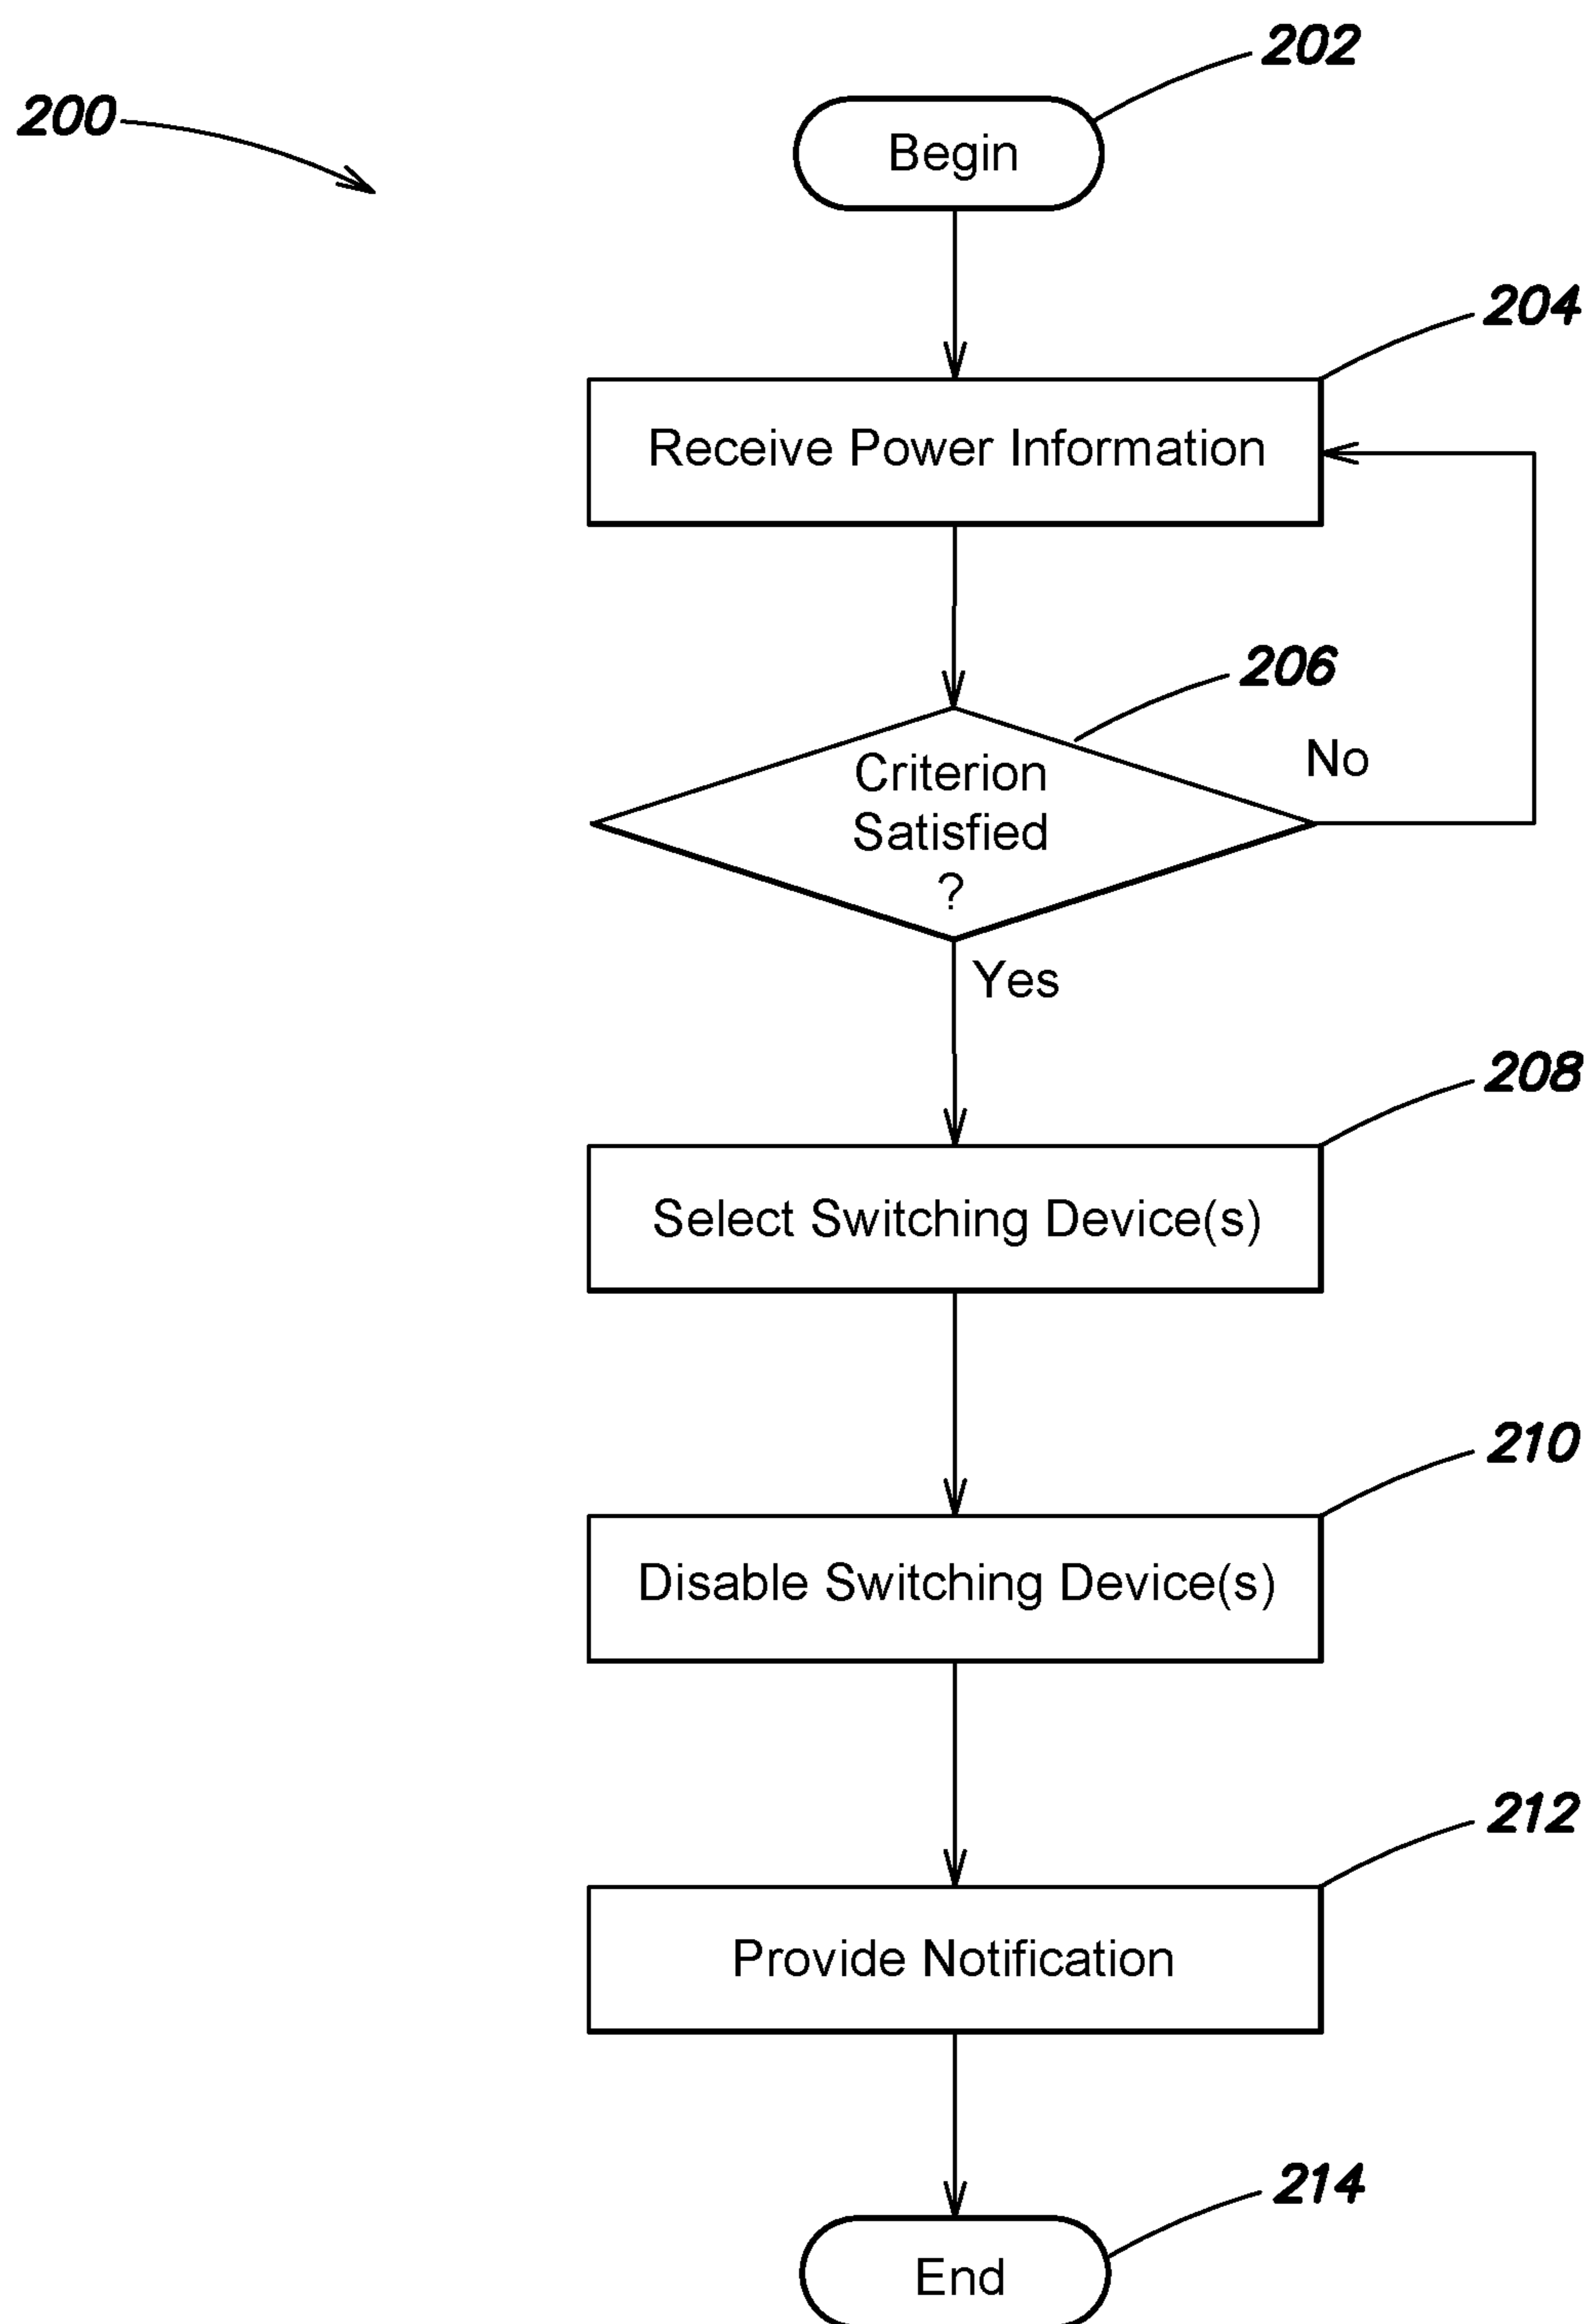 202
200
Begin
204
Receive Power Information
206
No
Criterion
Satisfied
?
Yes
208
Select Switching Device(s)
210
Disable Switching Device(s)
212
Provide Notification
214
End